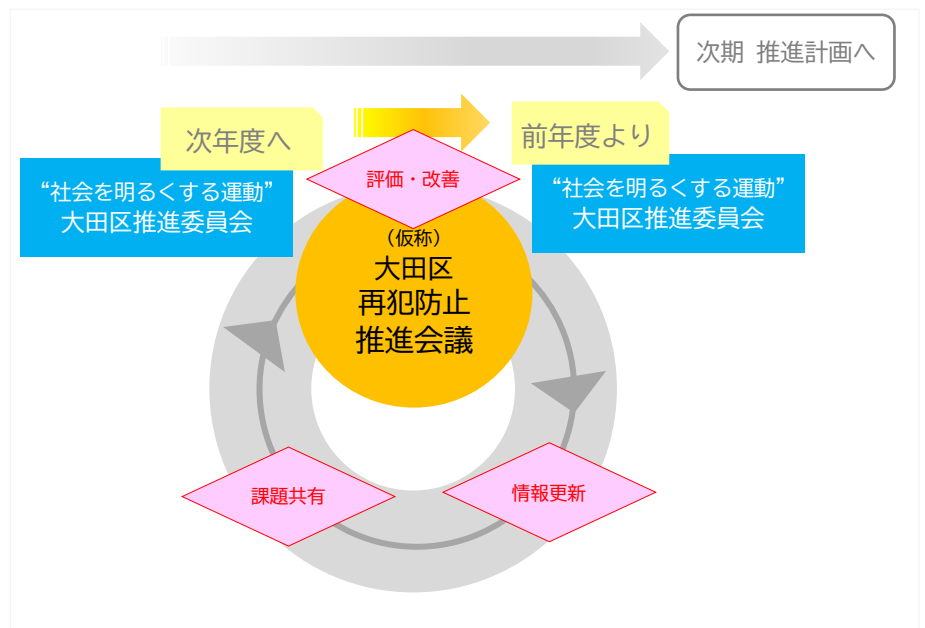 次期 推進計画へ
次年度へ
前年度より
“社会を明るくする運動”
大田区推進委員会
評価・改善
“社会を明るくする運動”
大田区推進委員会
（仮称）
大田区
再犯防止
推進会議
課題共有
情報更新